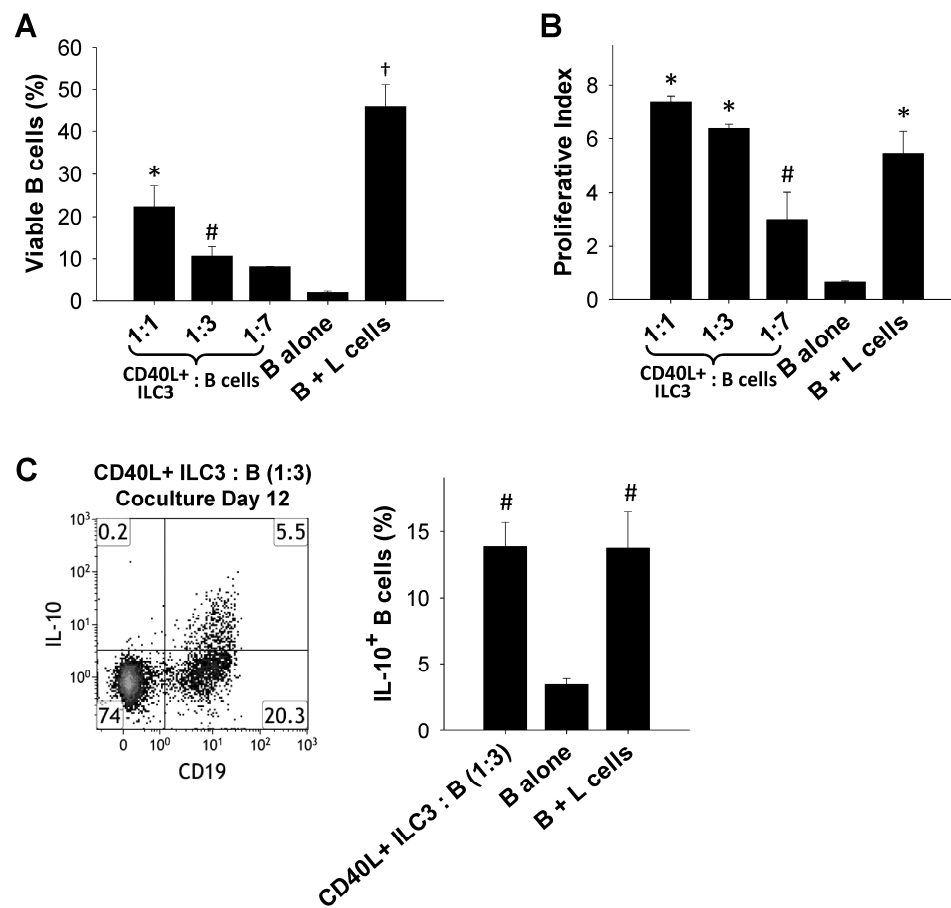 A
Viable B cells (%)
60
50
40
30
20
10
0
*
#
†
1:1
1:3
1:7
B alone
B + L cells
CD40L+
ILC3
: B cells
B
Proliferative Index
8
6
4
2
0
*
*
#
*
1:1
1:3
1:7
B alone
B + L cells
CD40L+
ILC3
: B cells
C
CD40L+ ILC3 : B (1:3)
Coculture Day 12
IL-10
10³
10²
10¹
10⁰
0.2
5.5
74
20.3
0
10⁰
10¹
10²
10³
CD19
IL-10⁺ B cells (%)
15
10
5
0
#
#
CD40L+ ILC3 : B (1:3)
B alone
B + L cells